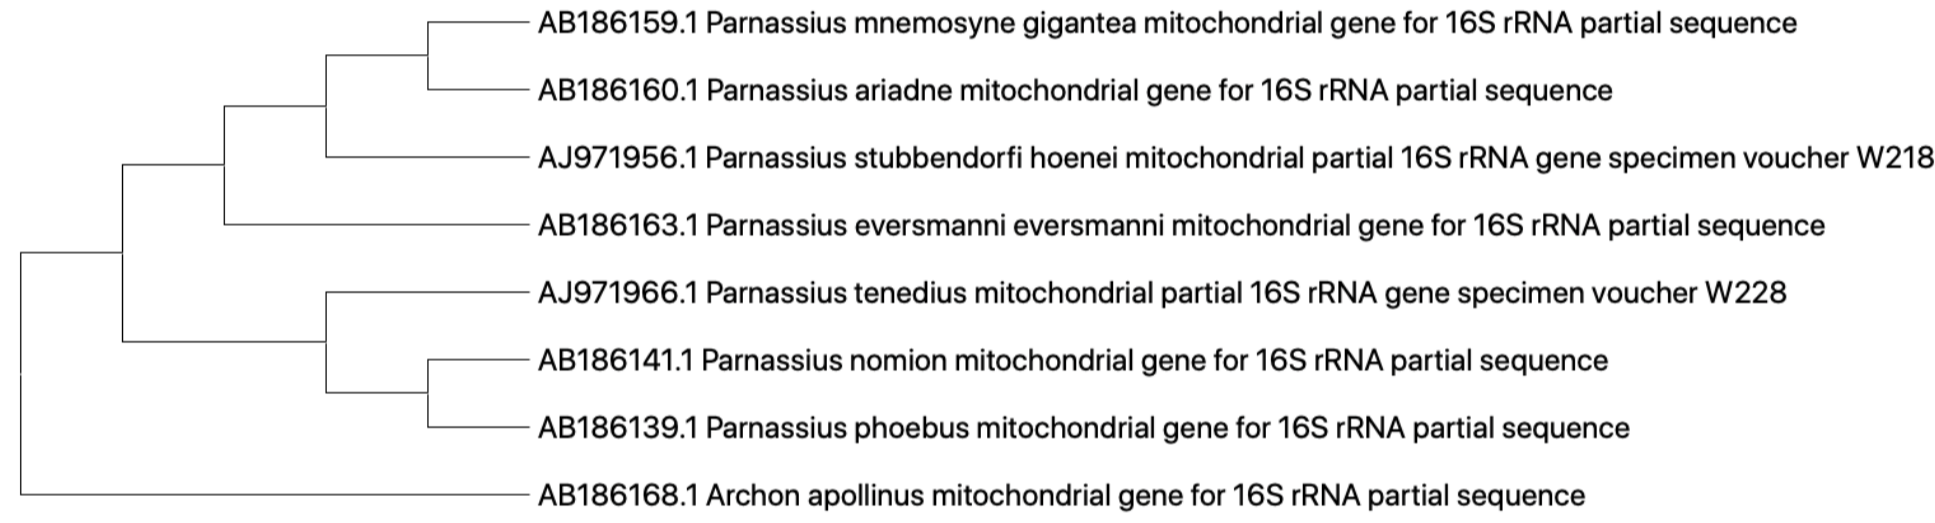 AB186159.1 Parnassius mnemosyne gigantea mitochondrial gene for 16S rRNA partial sequence
AB186160.1 Parnassius ariadne mitochondrial gene for 16S rRNA partial sequence
AJ971956.1 Parnassius stubbendorfi hoenei mitochondrial partial 16S rRNA gene specimen voucher W218
AB186163.1 Parnassius eversmanni eversmanni mitochondrial gene for 16S rRNA partial sequence
AJ971966.1 Parnassius tenedius mitochondrial partial 16S rRNA gene specimen voucher W228
AB186141.1 Parnassius nomion mitochondrial gene for 16S rRNA partial sequence
AB186139.1 Parnassius phoebus mitochondrial gene for 16S rRNA partial sequence
AB186168.1 Archon apollinus mitochondrial gene for 16S rRNA partial sequence